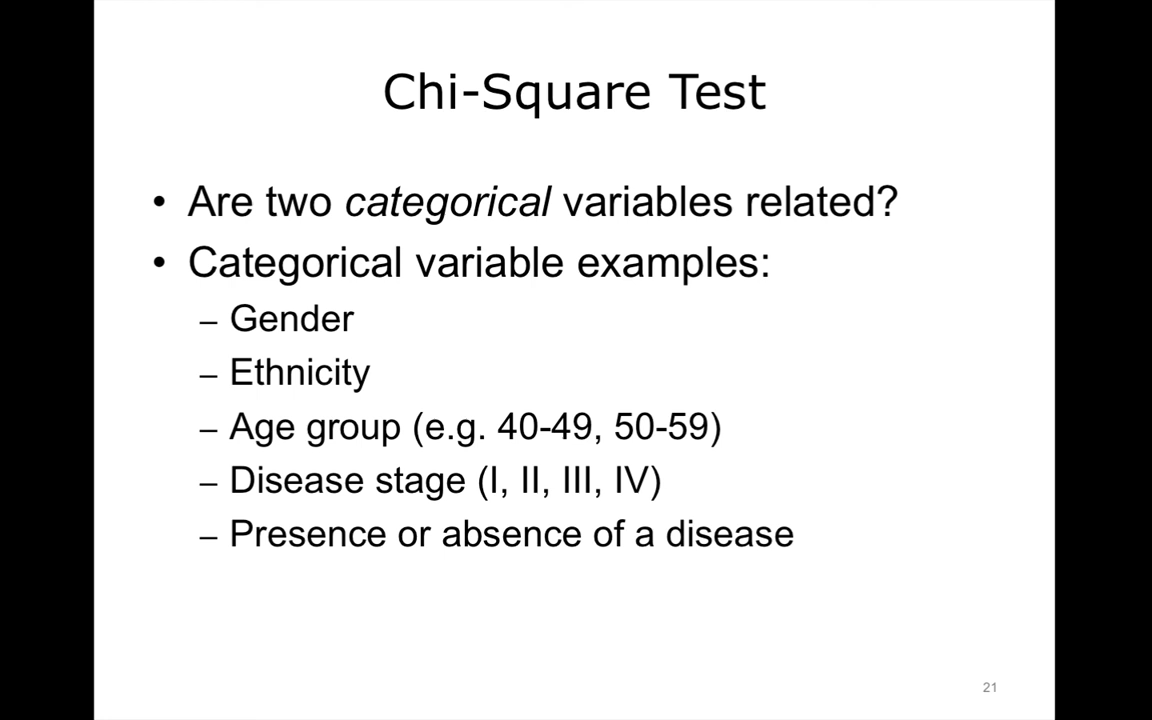 Chi-Square Test
• Are two categorical variables related?
• Categorical variable examples:
– Gender
– Ethnicity
– Age group (e.g. 40-49, 50-59)
– Disease stage (I, II, III, IV)
– Presence or absence of a disease
21